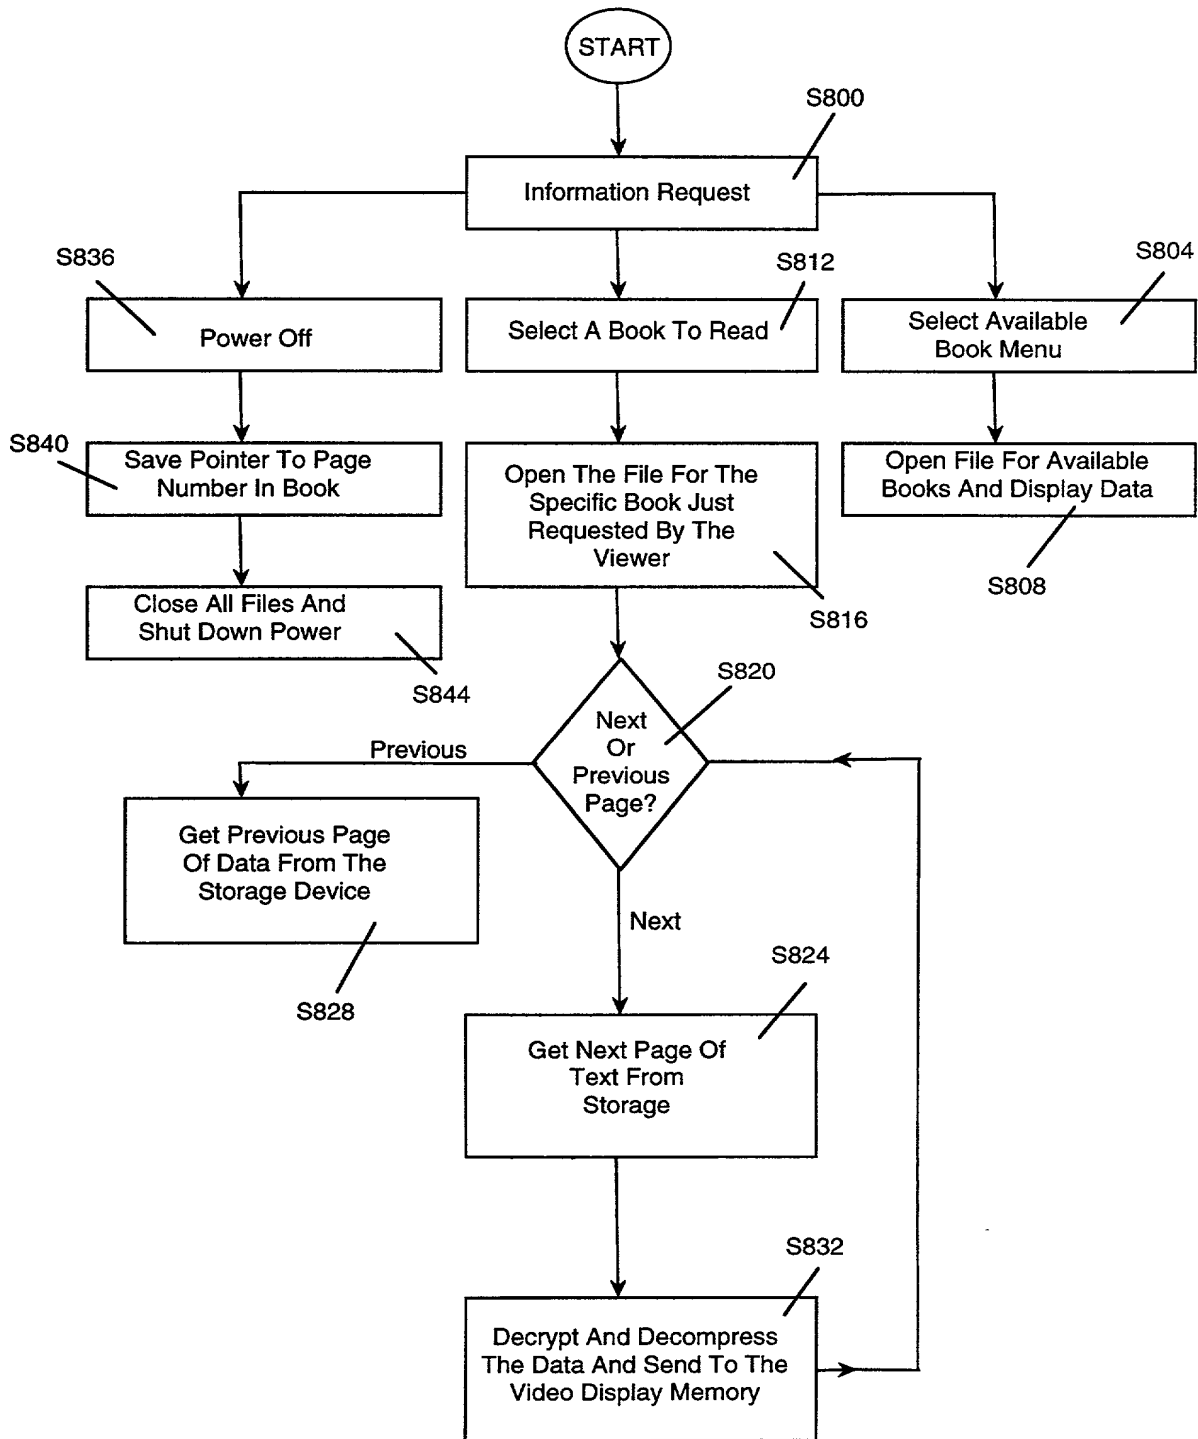 START
S800
Information Request
S836
S812
S804
Power Off
Select A Book To Read
Select Available
Book Menu
S840
Save Pointer To Page
Number In Book
Open The File For The
Specific Book Just
Requested By The
Viewer
Open File For Available
Books And Display Data
S808
Close All Files And
Shut Down Power
S816
S844
S820
Next
Or
Previous
Page?
Previous
Get Previous Page
Of Data From The
Storage Device
Next
S828
S824
Get Next Page Of
Text From
Storage
S832
Decrypt And Decompress
The Data And Send To The
Video Display Memory